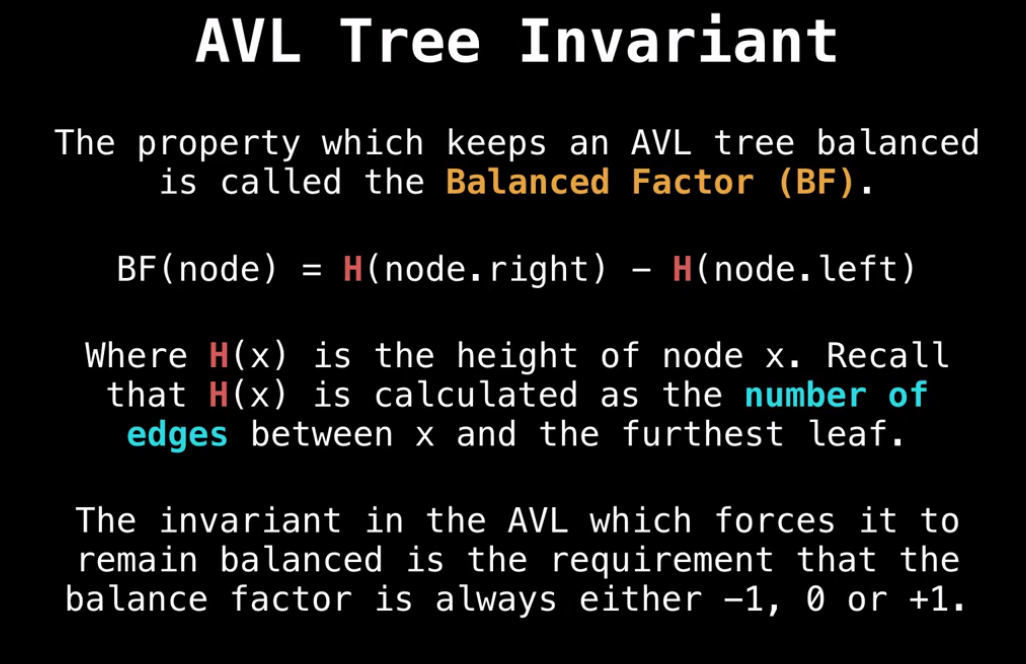 AVL Tree Invariant
The property which keeps an AVL tree balanced
is called the Balanced Factor (BF).
BF(node) = H(node.right) - H(node.left)
Where H(x) is the height of node x. Recall
that H(x) is calculated as the number of
edges between x and the furthest leaf.
The invariant in the AVL which forces it to
remain balanced is the requirement that the
balance factor is always either -1, 0 or +1.